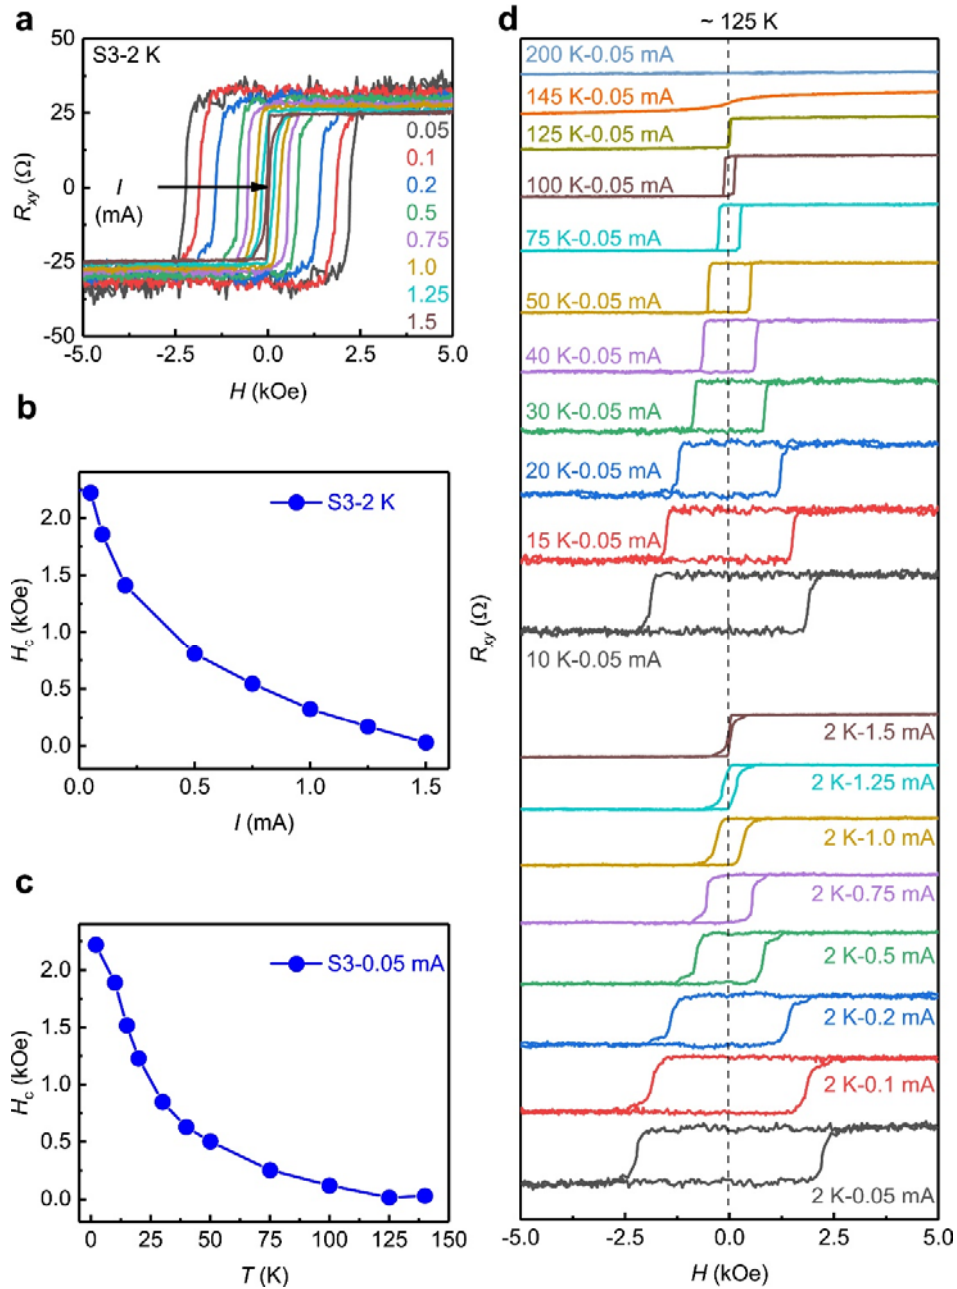 a
S3-2 K
50
25
0
-25
-50
R_xy (Ω)
I
(mA)
0.05
0.1
0.2
0.5
0.75
1.0
1.25
1.5
-5.0 -2.5 0.0 2.5 5.0
H (kOe)
b
S3-2 K
2.0
1.5
1.0
0.5
0.0
H_c (kOe)
0.0 0.5 1.0 1.5
I (mA)
c
S3-0.05 mA
2.0
1.5
1.0
0.5
0.0
H_c (kOe)
0 25 50 75 100 125 150
T (K)
d
~ 125 K
200 K-0.05 mA
145 K-0.05 mA
125 K-0.05 mA
100 K-0.05 mA
75 K-0.05 mA
50 K-0.05 mA
40 K-0.05 mA
30 K-0.05 mA
20 K-0.05 mA
15 K-0.05 mA
10 K-0.05 mA
R_xy (Ω)
2 K-1.5 mA
2 K-1.25 mA
2 K-1.0 mA
2 K-0.75 mA
2 K-0.5 mA
2 K-0.2 mA
2 K-0.1 mA
2 K-0.05 mA
-5.0 -2.5 0.0 2.5 5.0
H (kOe)